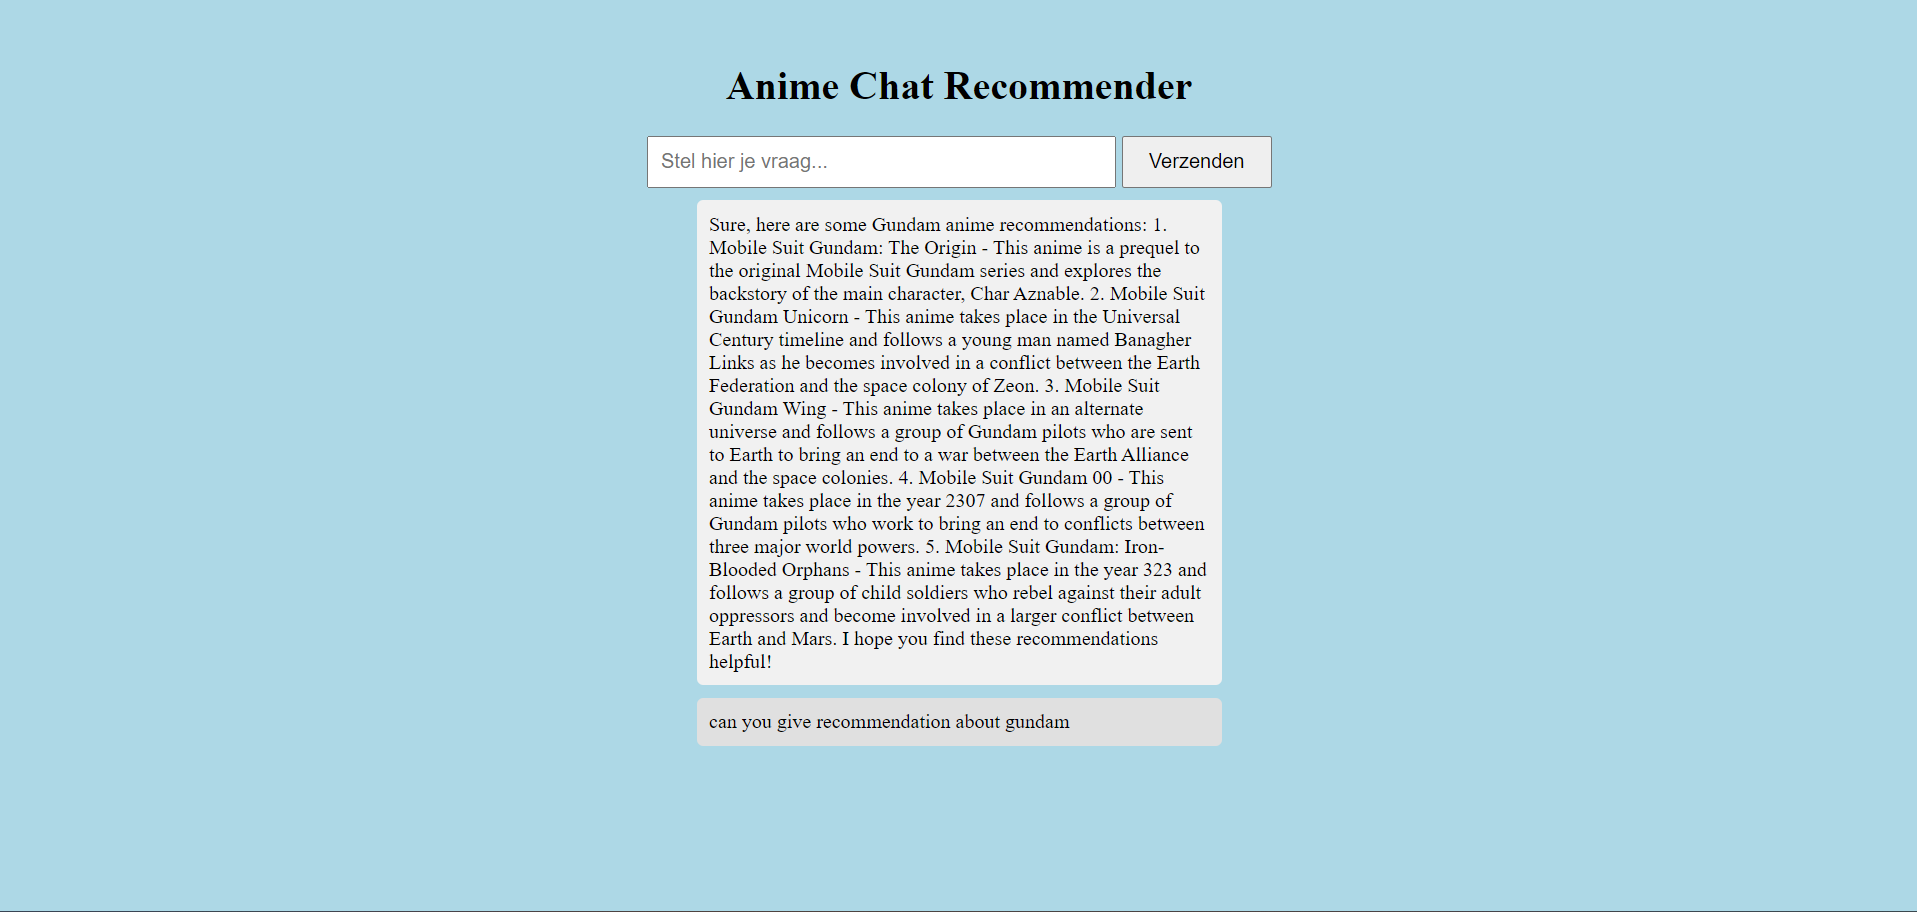 Anime Chat Recommender
Stel hier je vraag...
Verzenden
Sure, here are some Gundam anime recommendations: 1.
Mobile Suit Gundam: The Origin - This anime is a prequel to
the original Mobile Suit Gundam series and explores the
backstory of the main character, Char Aznable. 2. Mobile Suit
Gundam Unicorn - This anime takes place in the Universal
Century timeline and follows a young man named Banagher
Links as he becomes involved in a conflict between the Earth
Federation and the space colony of Zeon. 3. Mobile Suit
Gundam Wing - This anime takes place in an alternate
universe and follows a group of Gundam pilots who are sent
to Earth to bring an end to a war between the Earth Alliance
and the space colonies. 4. Mobile Suit Gundam 00 - This
anime takes place in the year 2307 and follows a group of
Gundam pilots who work to bring an end to conflicts between
three major world powers. 5. Mobile Suit Gundam: Iron-
Blooded Orphans - This anime takes place in the year 323 and
follows a group of child soldiers who rebel against their adult
oppressors and become involved in a larger conflict between
Earth and Mars. I hope you find these recommendations
helpful!
can you give recommendation about gundam